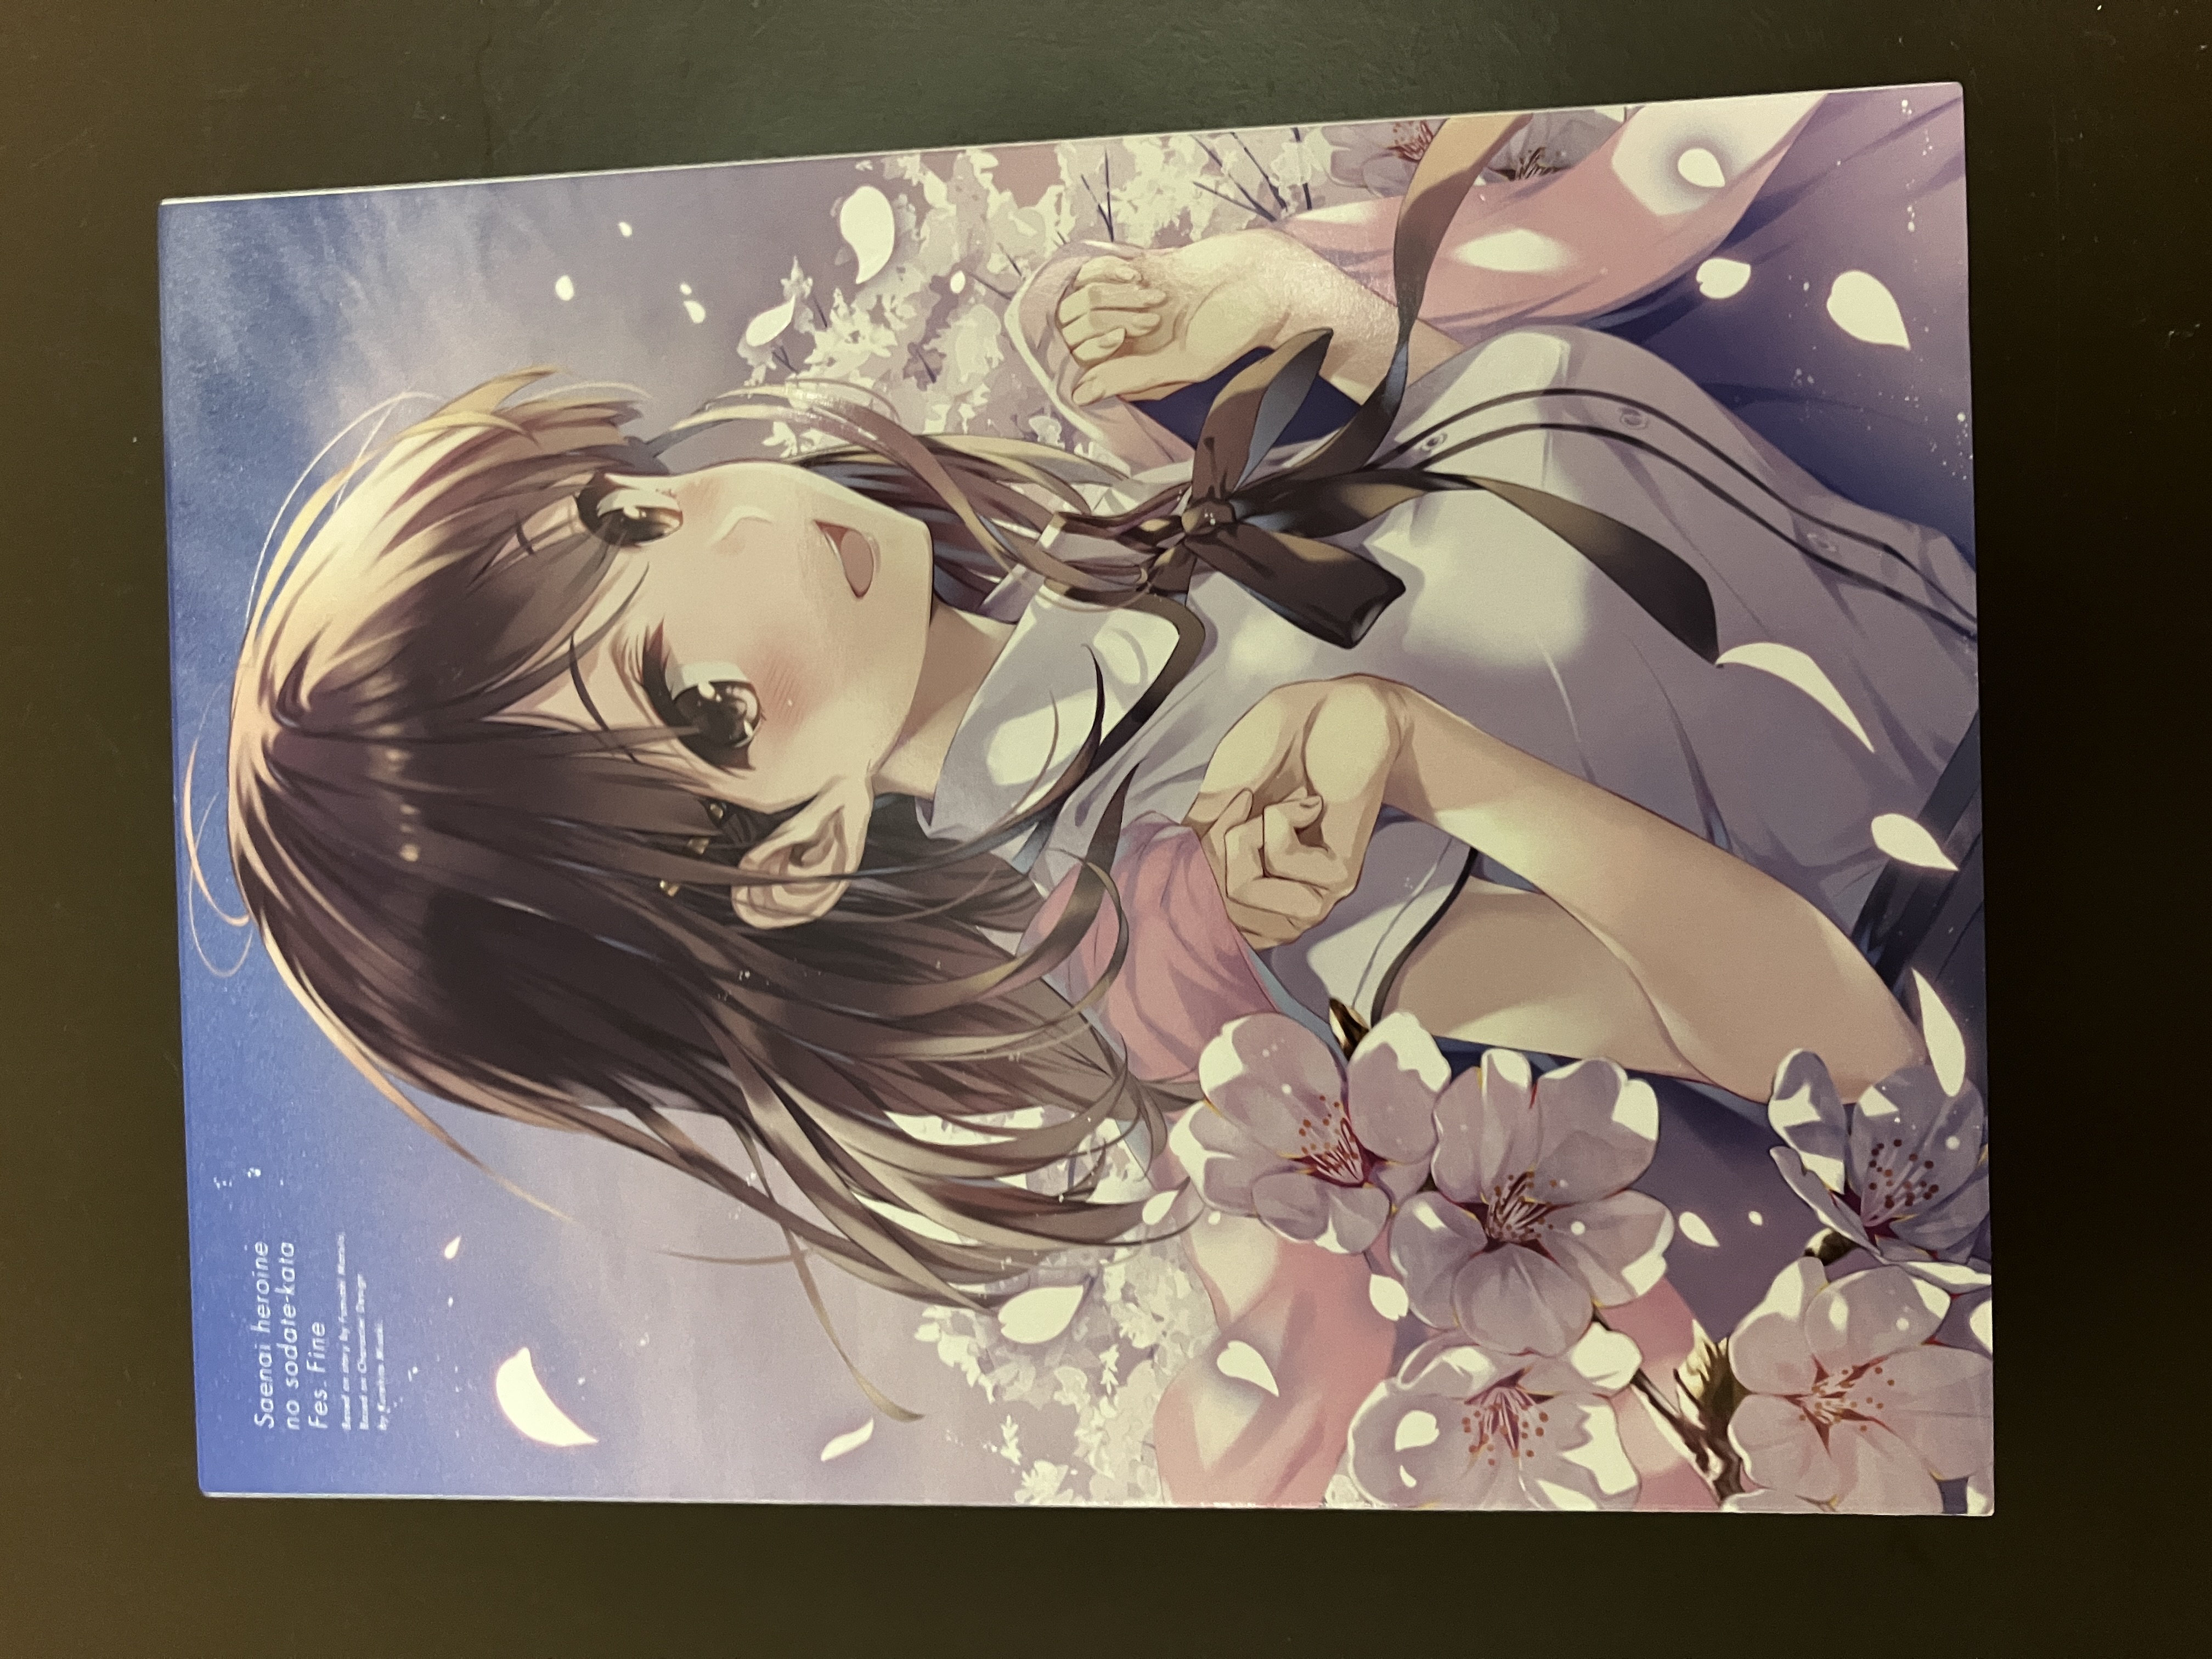 Saenai heroine
no sodate-kata
Fes. Fine
Based on story by Fumiaki Maruto,
Based on Character Design
by Kurehito Misaki.